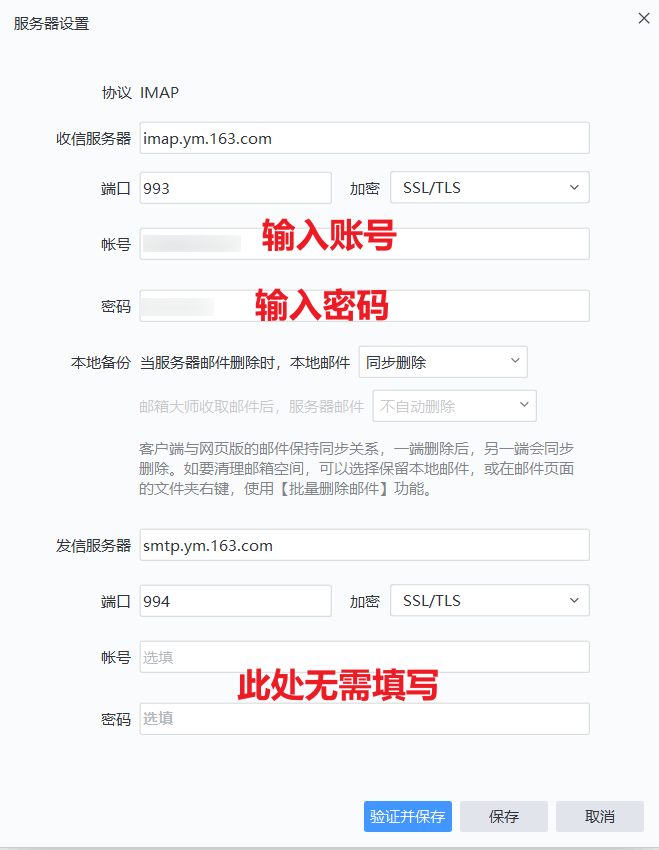 服务器设置
协议 IMAP
收信服务器 imap.ym.163.com
端口 993 加密 SSL/TLS
帐号 输入账号
密码 输入密码
本地备份 当服务器邮件删除时，本地邮件 同步删除
邮箱大师收取邮件后，服务器邮件 不自动删除
客户端与网页版的邮件保持同步关系，一端删除后，另一端会同步
删除。如要清理邮箱空间，可以选择保留本地邮件，或在邮件页面
的文件夹右键，使用【批量删除邮件】功能。
发信服务器 smtp.ym.163.com
端口 994 加密 SSL/TLS
帐号 选填
此处无需填写
密码 选填
验证并保存 保存 取消